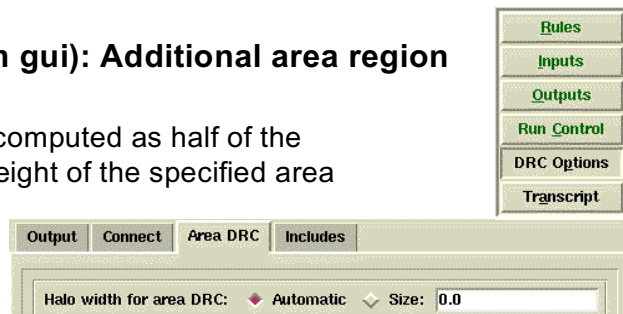 n gui): Additional area region
computed as half of the
eight of the specified area
Rules
Inputs
Outputs
Run Control
DRC Options
Transcript
Output Connect Area DRC Includes
Halo width for area DRC: Automatic Size: 0.0